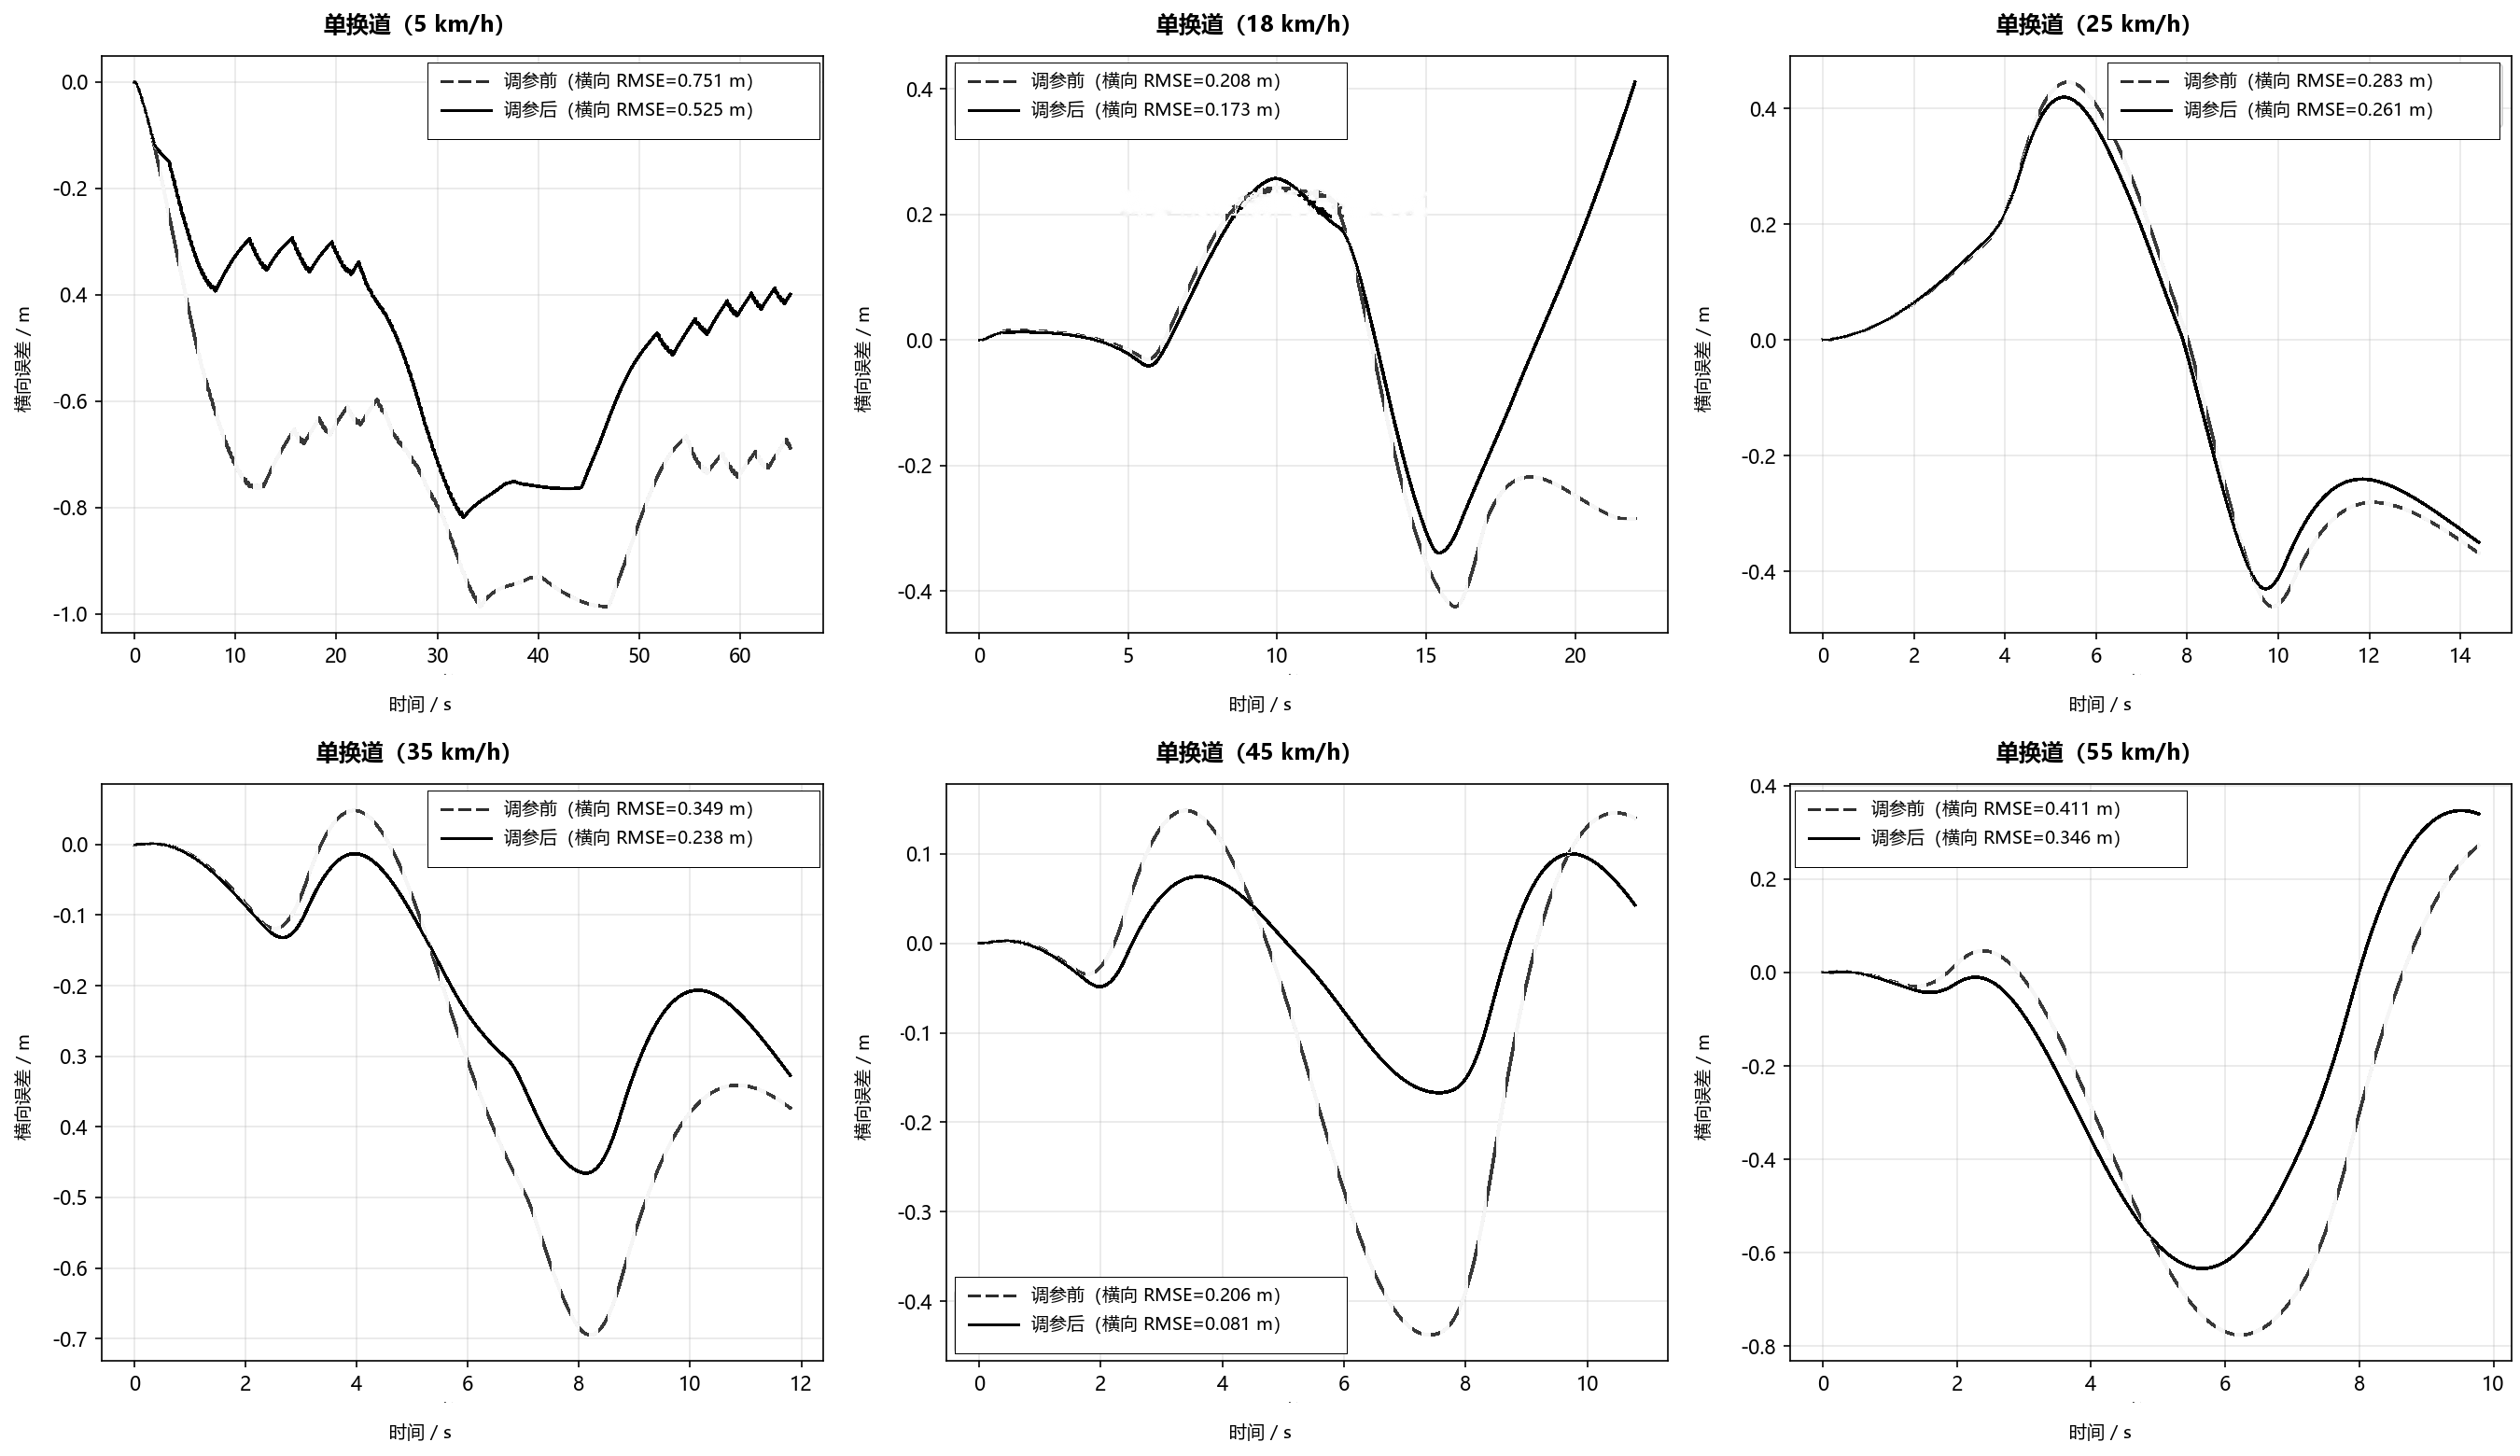 单换道（5 km/h）
调参前（横向 RMSE=0.751 m）
调参后（横向 RMSE=0.525 m）
0.0
-0.2
0.4
-0.6
-0.8
-1.0
横向误差 / m
0 10 20 30 40 50 60
时间 / s
单换道（18 km/h）
调参前（横向 RMSE=0.208 m）
调参后（横向 RMSE=0.173 m）
0.4
0.2
0.0
-0.2
-0.4
横向误差 / m
0 5 10 15 20
时间 / s
单换道（25 km/h）
调参前（横向 RMSE=0.283 m）
调参后（横向 RMSE=0.261 m）
0.4
0.2
0.0
-0.2
-0.4
横向误差 / m
0 2 4 6 8 10 12 14
时间 / s
单换道（35 km/h）
调参前（横向 RMSE=0.349 m）
调参后（横向 RMSE=0.238 m）
0.0
-0.1
-0.2
0.3
0.4
-0.5
-0.6
-0.7
横向误差 / m
0 2 4 6 8 10 12
时间 / s
单换道（45 km/h）
0.1
0.0
-0.1
-0.2
-0.3
-0.4
横向误差 / m
调参前（横向 RMSE=0.206 m）
调参后（横向 RMSE=0.081 m）
0 2 4 6 8 10
时间 / s
单换道（55 km/h）
调参前（横向 RMSE=0.411 m）
调参后（横向 RMSE=0.346 m）
0.4
0.2
0.0
-0.2
-0.4
-0.6
-0.8
横向误差 / m
0 2 4 6 8 10
时间 / s